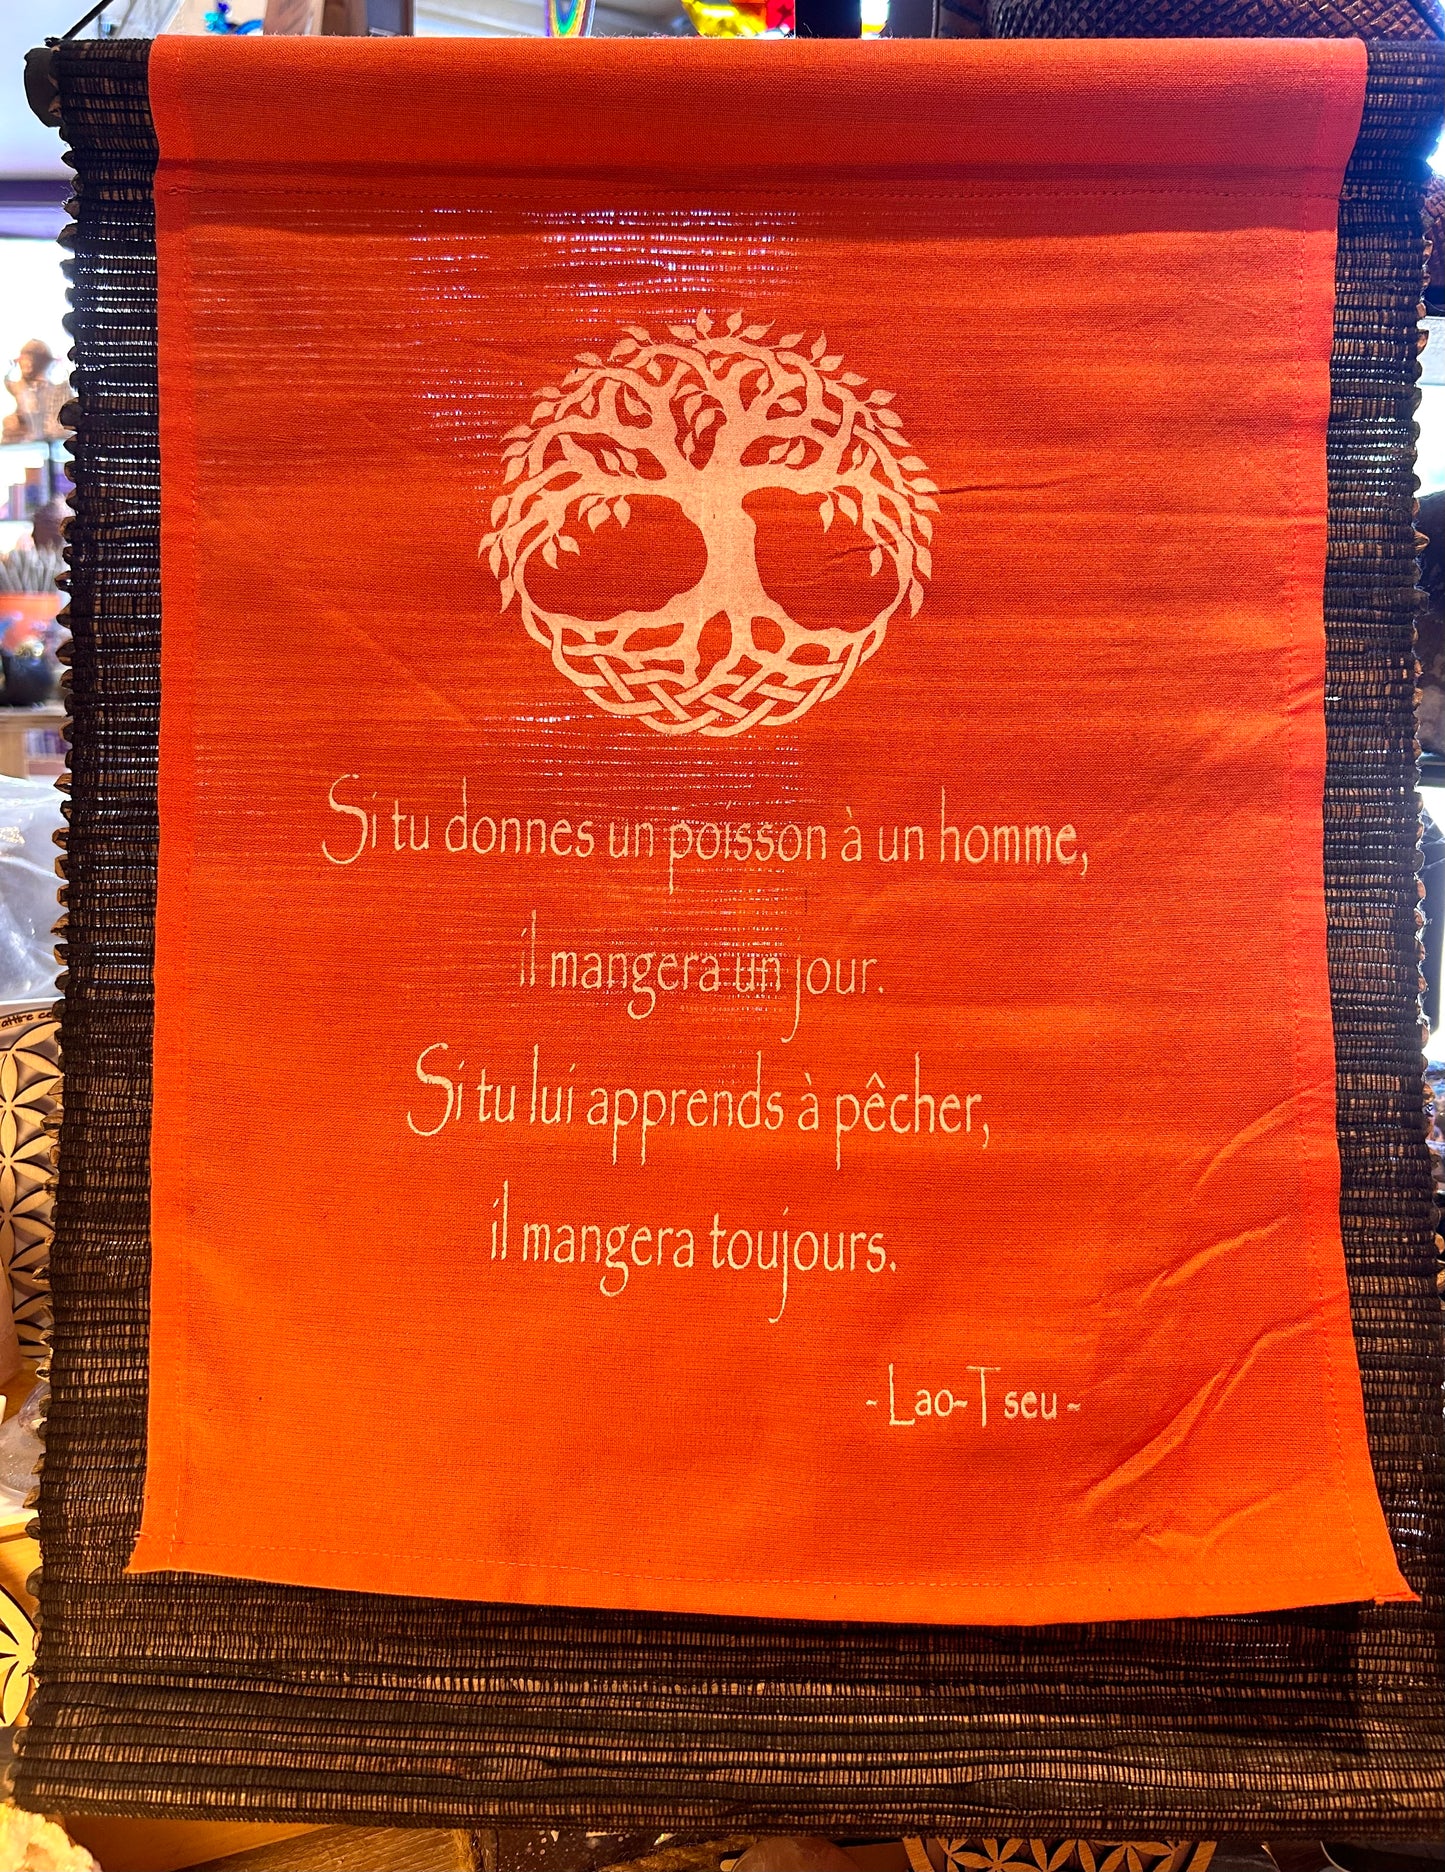 Si tu donnes un poisson à un homme,
il mangera un jour.
Si tu lui apprends à pêcher,
il mangera toujours.
- Lao-Tseu -
attire